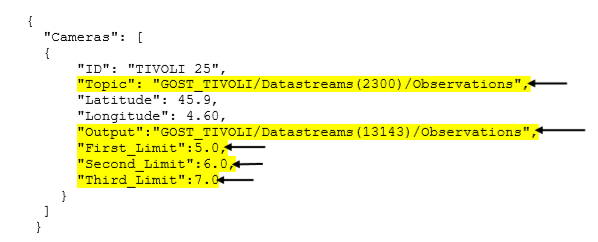 {
"Cameras": [
{
"ID": "TIVOLI 25",
"Topic": "GOST_TIVOLI/Datastreams(2300)/Observations",
"Latitude": 45.9,
"Longitude": 4.60,
"Output":"GOST_TIVOLI/Datastreams(13143)/Observations",
"First_Limit":5.0,
"Second_Limit":6.0,
"Third_Limit":7.0
}
]
}